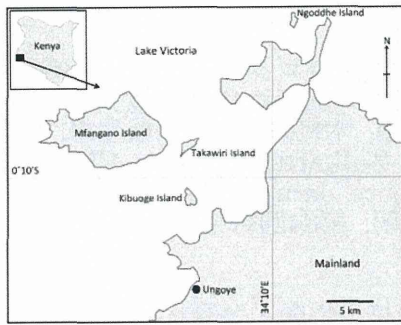 Ngoddhe Island
Kenya
Lake Victoria
N
Mfangano Island
Takawiri Island
0°10'S
Kibuoge Island
Mainland
34°10'E
Ungoye
5 km